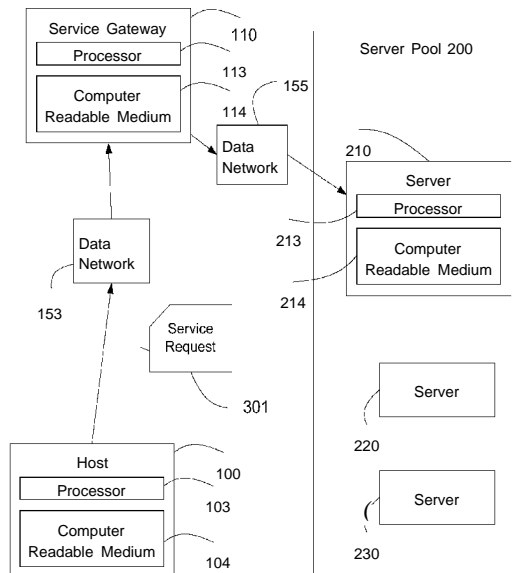 Service Gateway
110
Processor
113
Computer
Readable Medium
114
Server Pool 200
155
Data
Network
210
Server
Processor
213
Computer
Readable Medium
214
Data
Network
153
Service
Request
301
Server
220
Host
100
Processor
103
Computer
Readable Medium
104
Server
230